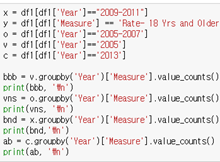 x = df1[df1['Year']=="2009-2011"]
y = df1[df1['Measure'] == "Rate- 18 Yrs and Older
o = df1[df1['Year']=="2005-2007"]
v = df1[df1['Year']=='2005']
c = df1[df1['Year']=='2013']
bbb = v.groupby('Year')['Measure'].value_counts()
print(bbb, '₩n')
vns = o.groupby('Year')['Measure'].value_counts()
print(vns, '₩n')
bnd = x.groupby('Year')['Measure'].value_counts()
print(bnd,'₩n')
ab = c.groupby('Year')['Measure'].value_counts()
print(ab, '₩n')